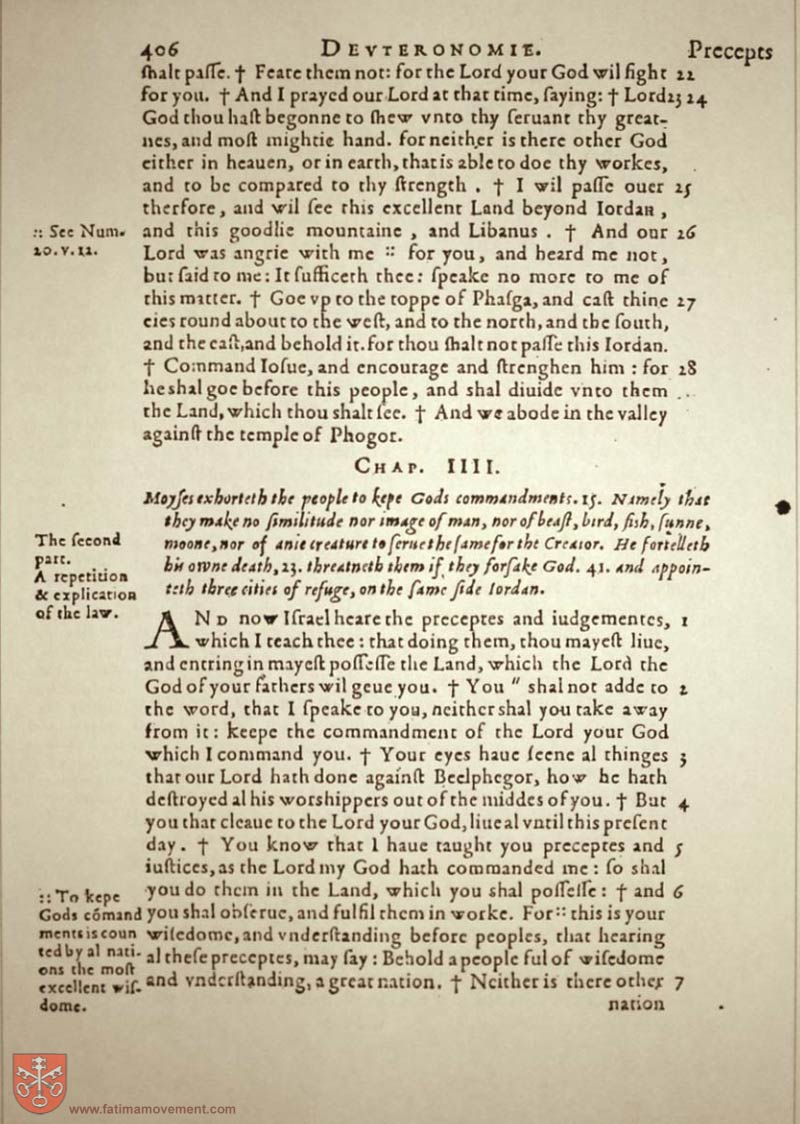 406 DEVTERONOMIE. Precepts
ſhalt paſſe. † Feare them not: for the Lord your God wil fight 22
for you. † And I prayed our Lord at that time, ſaying: † Lord 23 24
God thou haſt begonne to ſhew vnto thy ſeruant thy great-
nes, and moſt mightie hand. for neither is there other God
either in heauen, or in earth, that is able to doe thy workes,
and to be compared to thy ſtrength . † I wil paſſe ouer 25
therfore, and wil ſee this excellent Land beyond Iordan ,
:: See Num. 20. v. 12.
and this goodlie mountaine , and Libanus . † And our 26
Lord was angrie with me :: for you, and heard me not,
but ſaid to me: It ſufficeth thee: ſpeake no more to me of
this matter. † Goe vp to the toppe of Phaſga, and caſt thine 27
eies round about to the weſt, and to the north, and the ſouth,
and the eaſt, and behold it. for thou ſhalt not paſſe this Iordan.
† Command Ioſue, and encourage and ſtrenghen him : for 28
he shal goe before this people, and shal diuide vnto them
the Land, which thou shalt ſee. † And we abode in the valley
againſt the temple of Phogor.
CHAP. IIII.
Moyſes exhorteth the people to kepe Gods commandments. 15. Namely that
they make no ſimilitude nor image of man, nor of beaſt, bird, fish, ſunne,
moone, nor of anie creature to ſerue the ſame for the Creator. He fortelleth
his owne death, 23. threatneth them if they forſake God. 41. and appoin-
teth three cities of refuge, on the ſame ſide Iordan.
The ſecond
part.
A repetition
& explication
of the law.
AND now Iſrael heare the preceptes and iudgementes, 1
which I teach thee: that doing them, thou mayeſt liue,
and entring in mayeſt poſſeſſe the Land, which the Lord the
God of your fathers wil geue you. † You " shal not adde to 2
the word, that I ſpeake to you, neither shal you take away
from it: keepe the commandment of the Lord your God
which I command you. † Your eyes haue ſeene al thinges 3
that our Lord hath done againſt Beelphegor, how he hath
deſtroyed al his worshippers out of the middes of you. † But 4
you that cleaue to the Lord your God, liue al vntil this preſent
day. † You know that I haue taught you preceptes and 5
iuſtices, as the Lord my God hath commanded me: ſo shal
you do them in the Land, which you shal poſſeſſe: † and 6
you shal obſerue, and fulfil them in worke. For :: this is your
wiſedome, and vnderſtanding before peoples, that hearing
al theſe preceptes, may ſay: Behold a people ful of wiſedome
and vnderſtanding, a great nation. † Neither is there other 7
nation
:: To kepe
Gods cōmand
ments is coun
ted by al nati-
ons the moſt
excellent wiſ-
dome.
www.fatimamovement.com